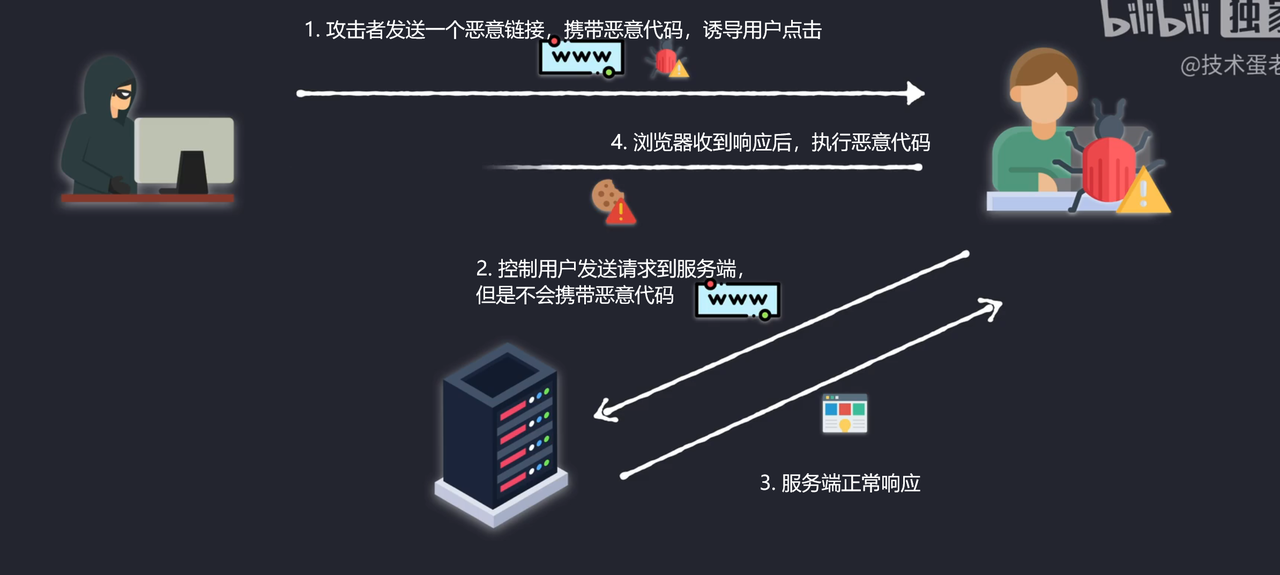 bilibili 独
@技术蛋
1. 攻击者发送一个恶意链接，携带恶意代码，诱导用户点击
www
4. 浏览器收到响应后，执行恶意代码
2. 控制用户发送请求到服务端，
但是不会携带恶意代码
www
3. 服务端正常响应